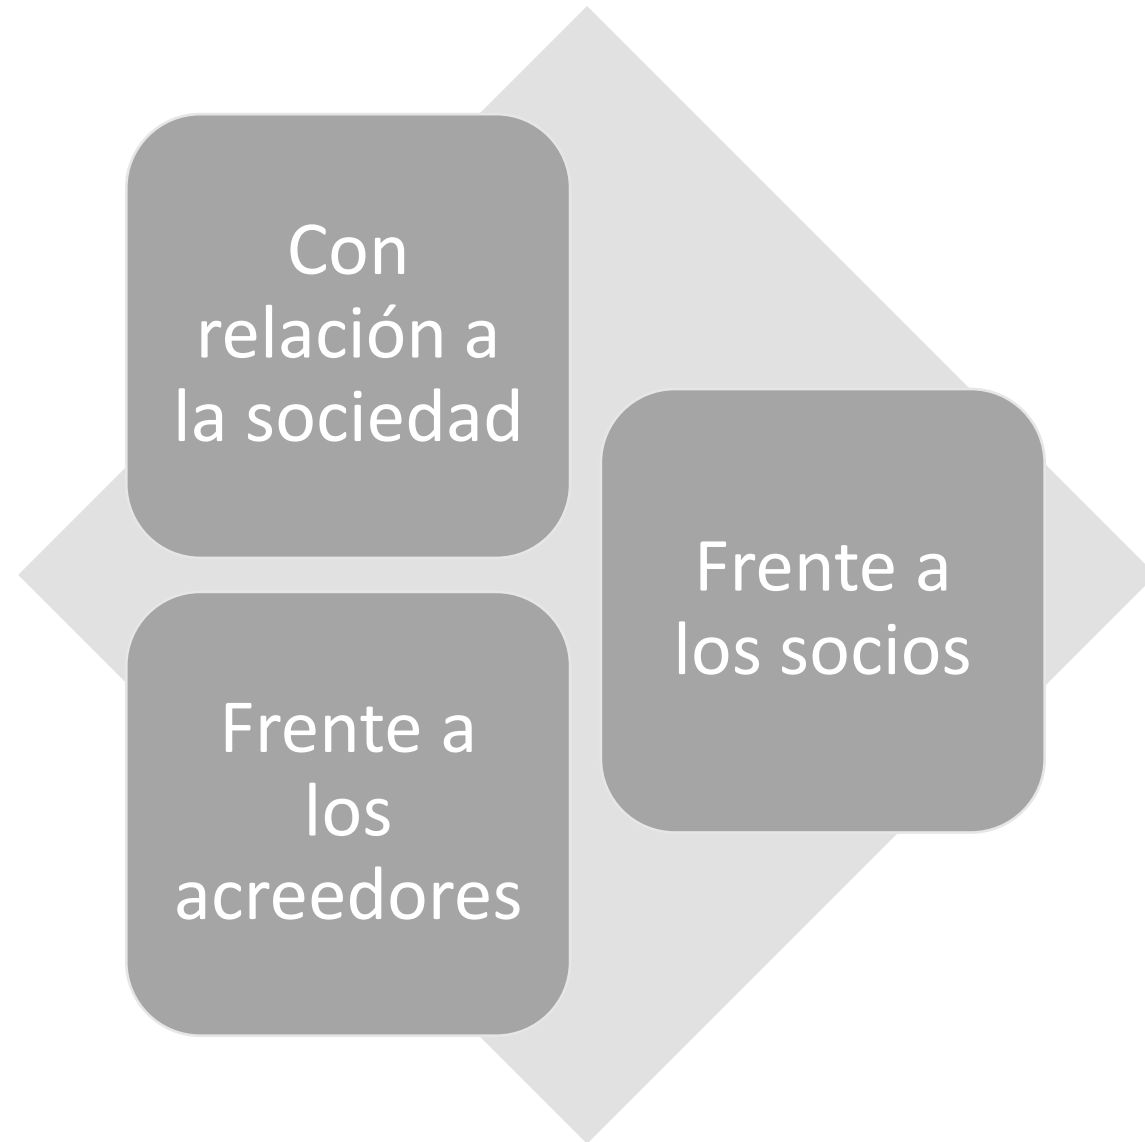 Con
relación a
la sociedad
Frente a
los socios
Frente a
los
acreedores